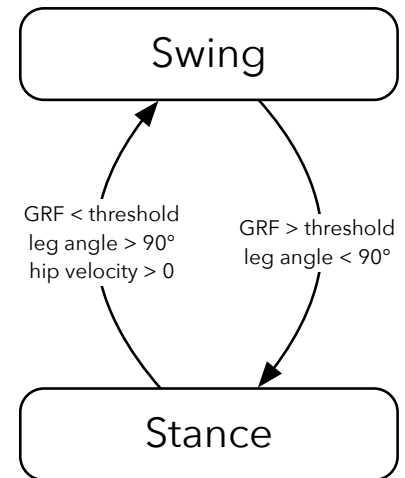 Swing
GRF < threshold
leg angle > 90°
hip velocity > 0
GRF > threshold
leg angle < 90°
Stance